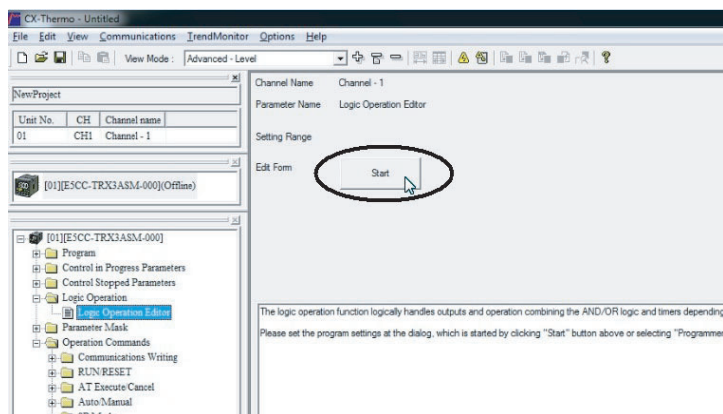 CX-Thermo - Untitled
File Edit View Communications TrendMonitor Options Help
View Mode : Advanced - Level
NewProject
Unit No. CH Channel name
01 CH1 Channel - 1
[01][E5CC-TRX3ASM-000](Offline)
[01][E5CC-TRX3ASM-000]
Program
Control in Progress Parameters
Control Stopped Parameters
Logic Operation
Logic Operation Editor
Parameter Mask
Operation Commands
Communications Writing
RUN/RESET
AT Execute/Cancel
Auto/Manual
Channel Name Channel - 1
Parameter Name Logic Operation Editor
Setting Range
Edit Form Start
The logic operation function logically handles outputs and operation combining the AND/OR logic and timers depending
Please set the program settings at the dialog, which is started by clicking "Start" button above or selecting "Programmer